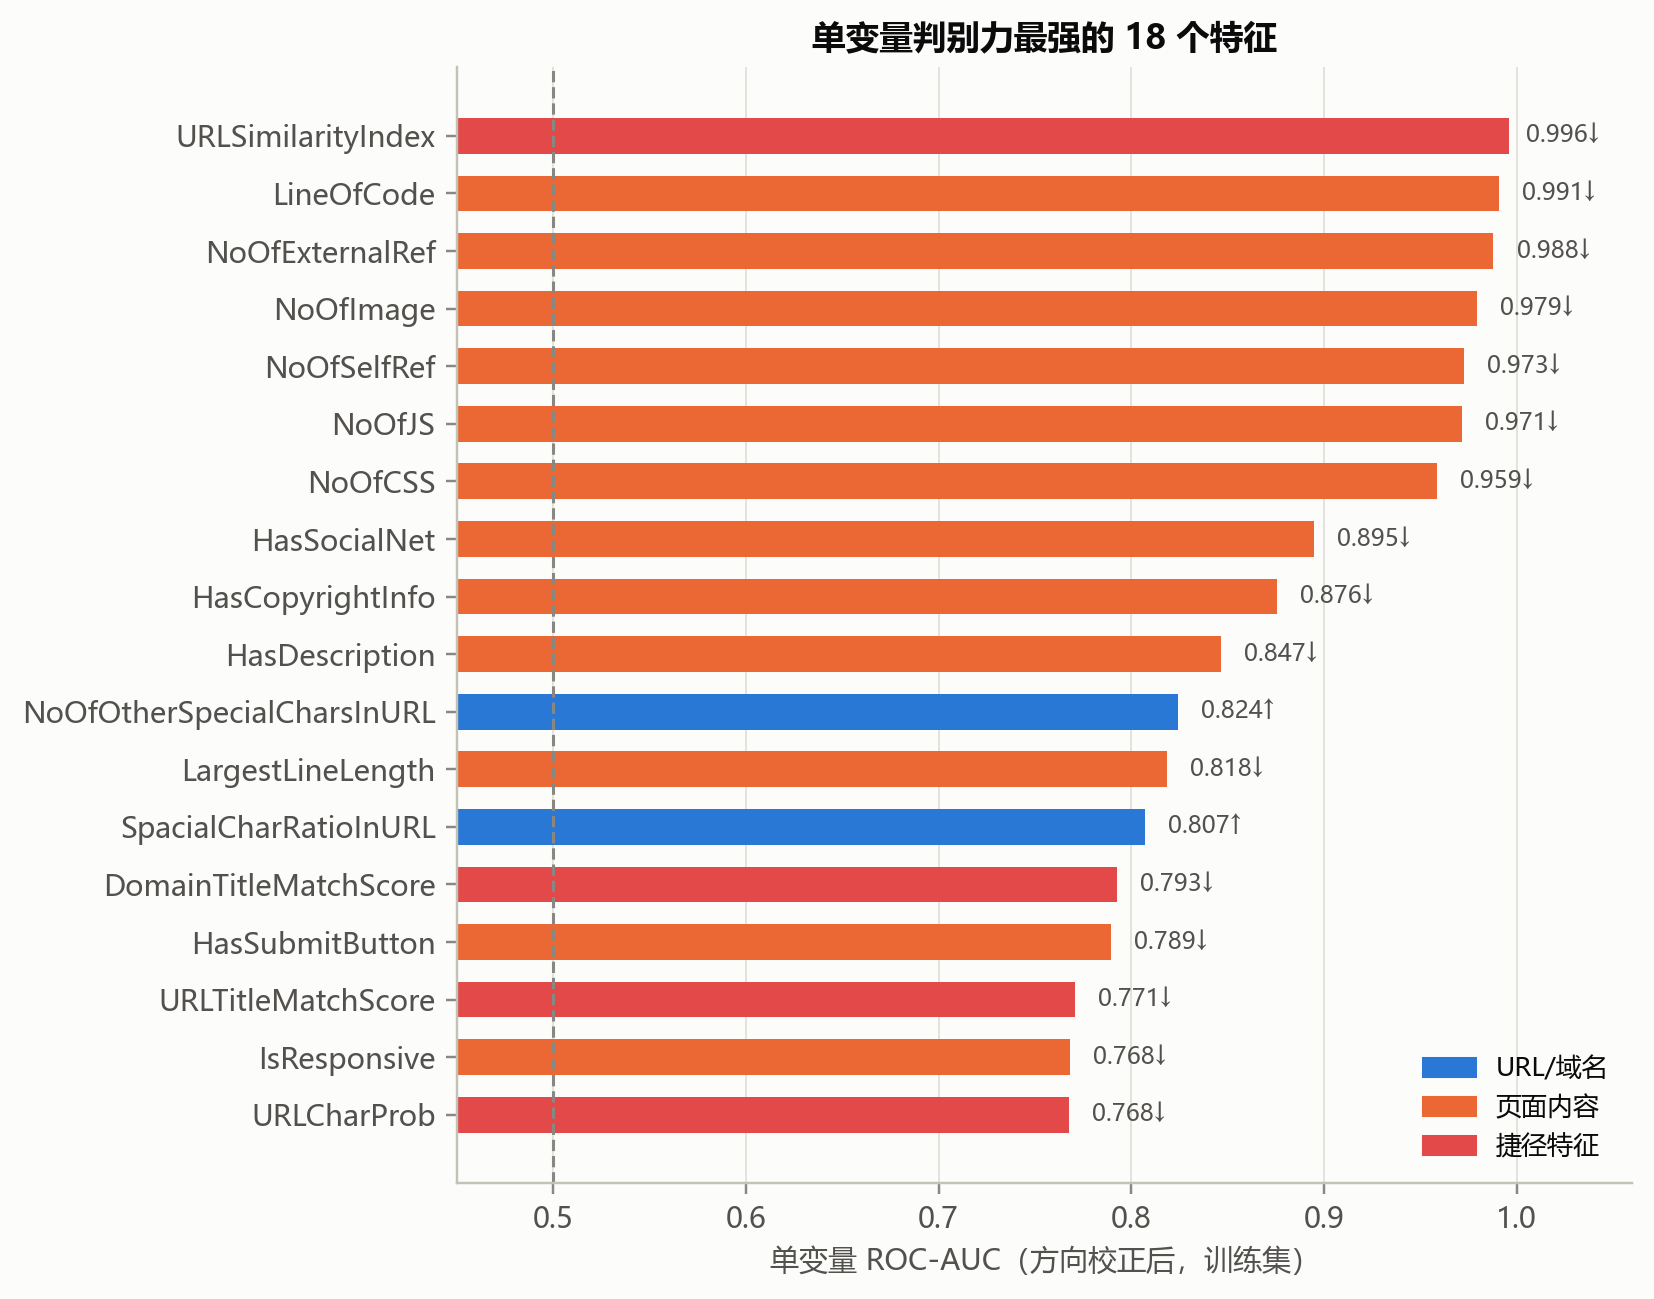 单变量判别力最强的 18 个特征
URLSimilarityIndex 0.996↓
LineOfCode 0.991↓
NoOfExternalRef 0.988↓
NoOfImage 0.979↓
NoOfSelfRef 0.973↓
NoOfJS 0.971↓
NoOfCSS 0.959↓
HasSocialNet 0.895↓
HasCopyrightInfo 0.876↓
HasDescription 0.847↓
NoOfOtherSpecialCharsInURL 0.824↑
LargestLineLength 0.818↓
SpacialCharRatioInURL 0.807↑
DomainTitleMatchScore 0.793↓
HasSubmitButton 0.789↓
URLTitleMatchScore 0.771↓
IsResponsive 0.768↓
URLCharProb 0.768↓
URL/域名
页面内容
捷径特征
0.5 0.6 0.7 0.8 0.9 1.0
单变量 ROC-AUC（方向校正后，训练集）